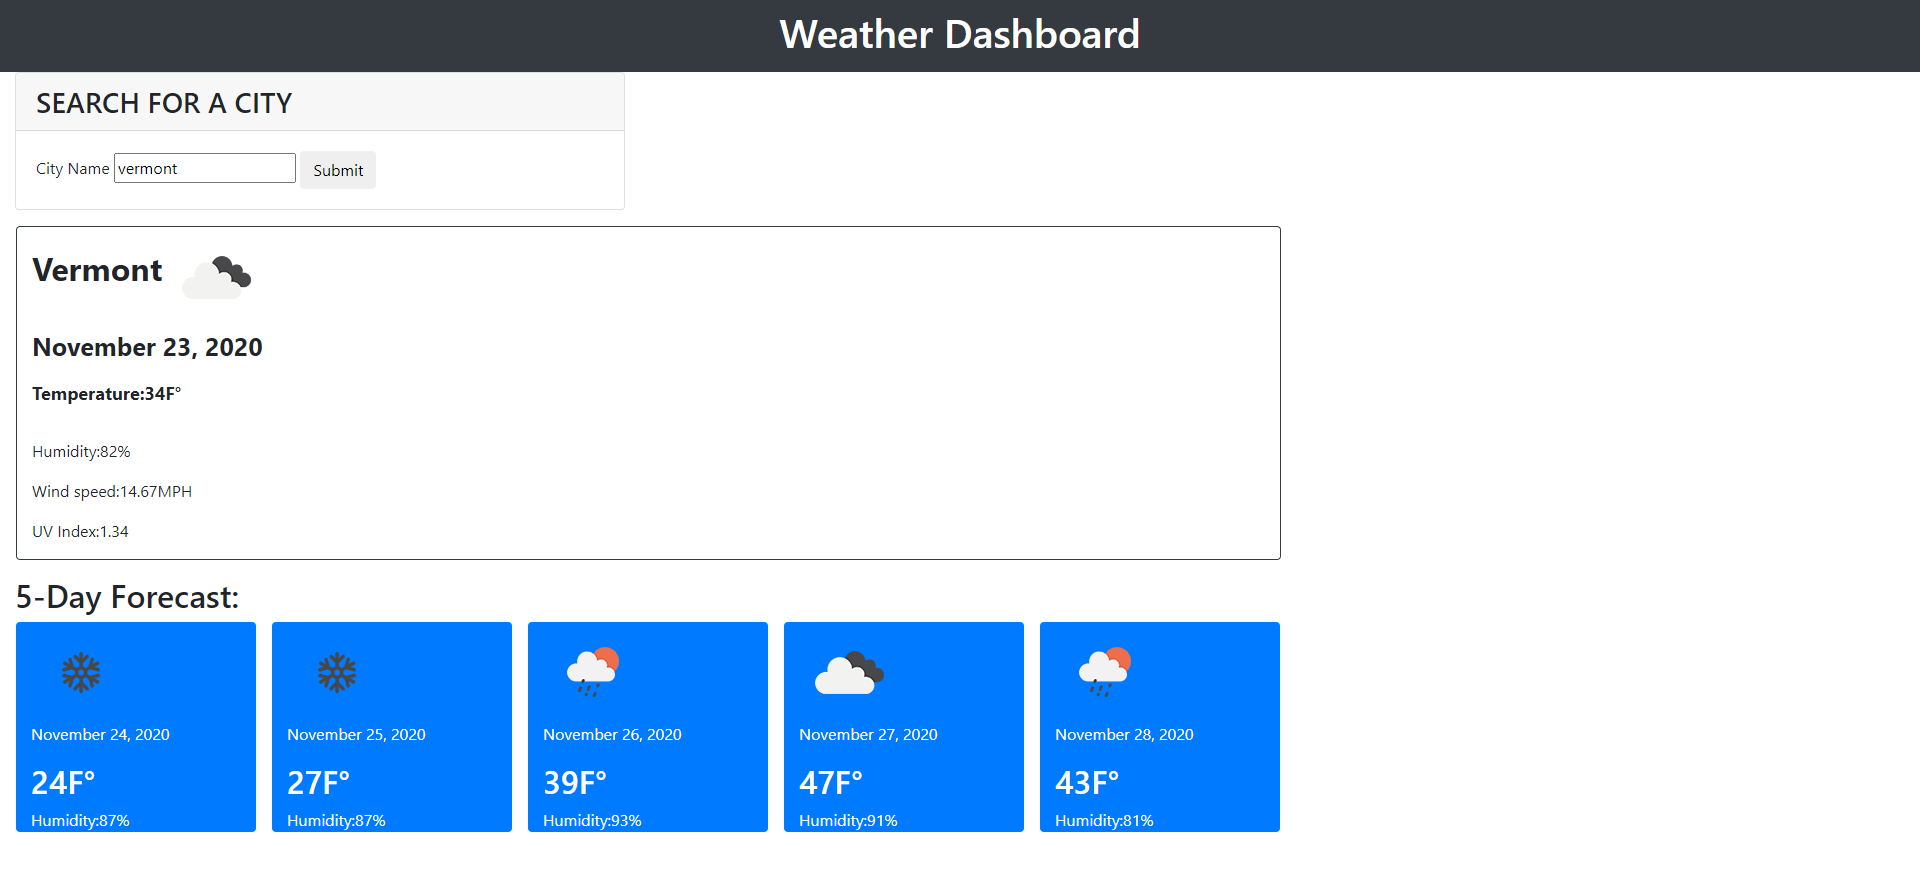 Weather Dashboard
SEARCH FOR A CITY
City Name vermont Submit
Vermont
November 23, 2020
Temperature:34F°
Humidity:82%
Wind speed:14.67MPH
UV Index:1.34
5-Day Forecast:
November 24, 2020
24F°
Humidity:87%
November 25, 2020
27F°
Humidity:87%
November 26, 2020
39F°
Humidity:93%
November 27, 2020
47F°
Humidity:91%
November 28, 2020
43F°
Humidity:81%